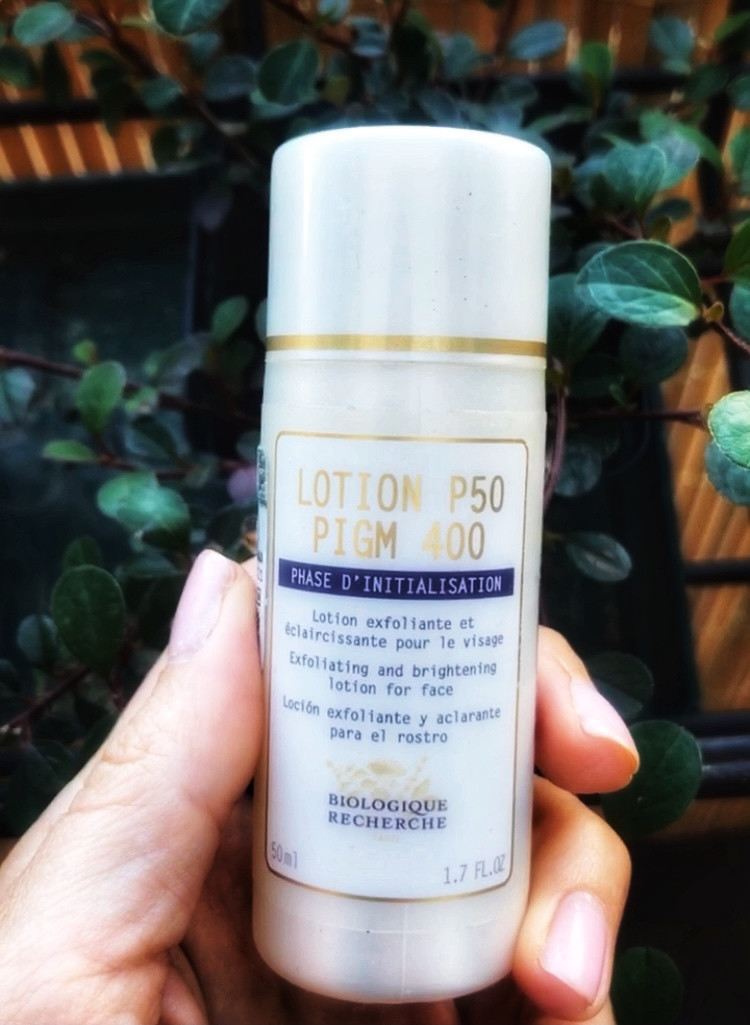 LOTION P50
PIGM 400
PHASE D'INITIALISATION
Lotion exfoliante et
éclaircissante pour le visage
Exfoliating and brightening
lotion for face
Loción exfoliante y aclarante
para el rostro
BIOLOGIQUE
RECHERCHE
50ml
1.7 FL.OZ